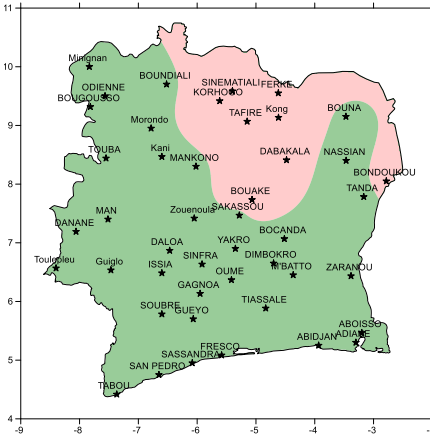 11
10
9
8
7
6
5
4
Minignan
ODIENNE
BOUGOUSSO
BOUNDIALI
SINEMATIALI
FERKE
KORHOGO
TAFIRE
Kong
BOUNA
Morondo
TOUBA
Kani
MANKONO
DABAKALA
NASSIAN
BONDOUKOU
TANDA
BOUAKE
SAKASSOU
Zouenoula
MAN
DANANE
BOCANDA
YAKRO
DALOA
DIMBOKRO
M'BATTO
SINFRA
Toulepleu
Guiglo
ISSIA
OUME
ZARANOU
GAGNOA
TIASSALE
SOUBRE
GUEYO
ABOISSO
ADIAKE
ABIDJAN
FRESCO
SASSANDRA
SAN PEDRO
TABOU
-9 -8 -7 -6 -5 -4 -3 -2